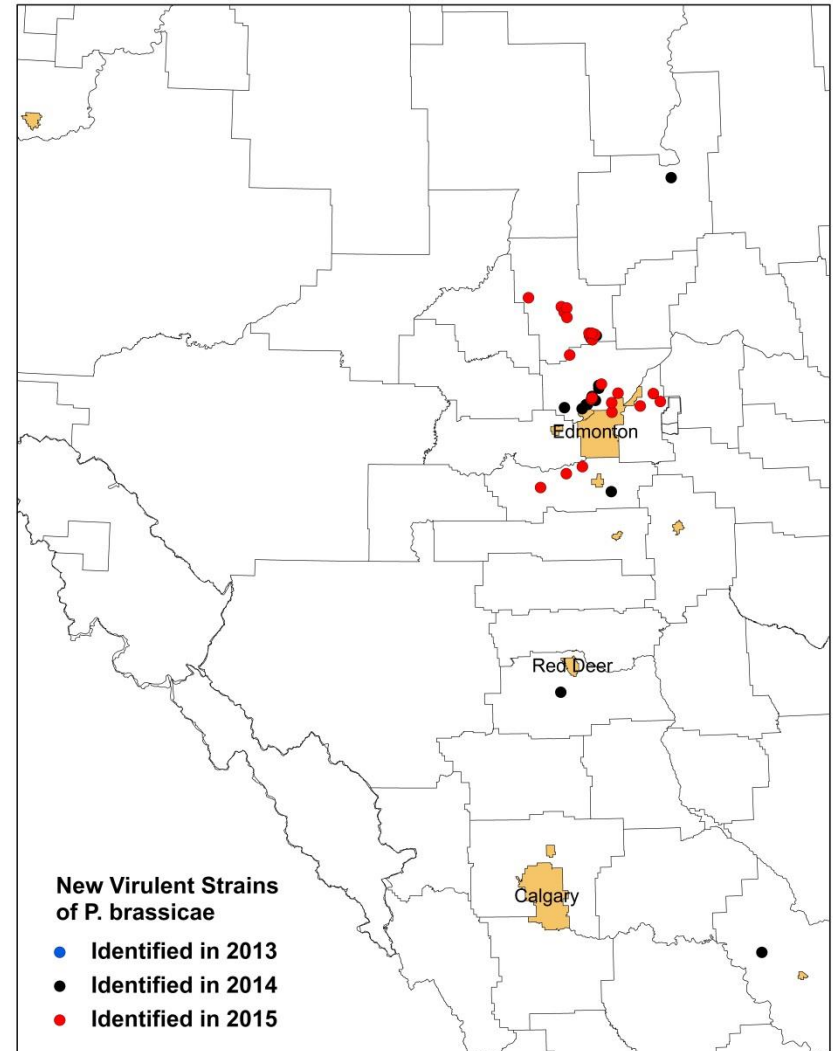 Edmonton
Red Deer
Calgary
New Virulent Strains
of P. brassicae
Identified in 2013
Identified in 2014
Identified in 2015